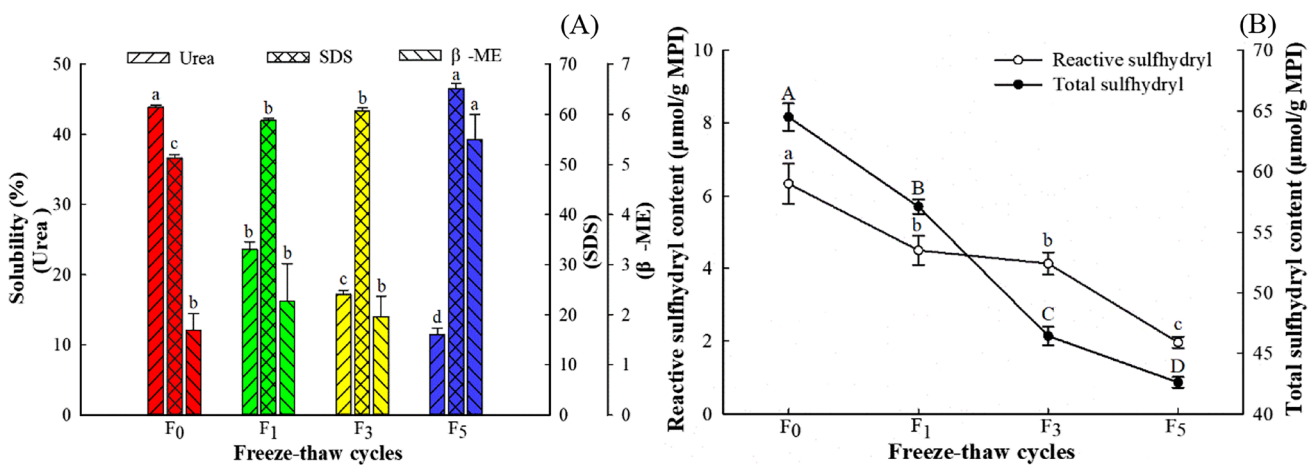 (A)
Urea SDS β -ME
Solubility (%)
(Urea )
50
40
30
20
10
0
a
c
b
b
b
b
c
b
b
d
a
a
F0 F1 F3 F5
Freeze-thaw cycles
70
60
50
40
30
20
10
0
(SDS)
7
6
5
4
3
2
1
0
(β -ME)
(B)
Reactive sulfhydryl
Total sulfhydryl
Reactive sulfhydryl content (μmol/g MPI)
10
8
6
4
2
0
A
a
B
b
b
C
c
D
F0 F1 F3 F5
Freeze-thaw cycles
70
65
60
55
50
45
40
Total sulfhydryl content (μmol/g MPI)